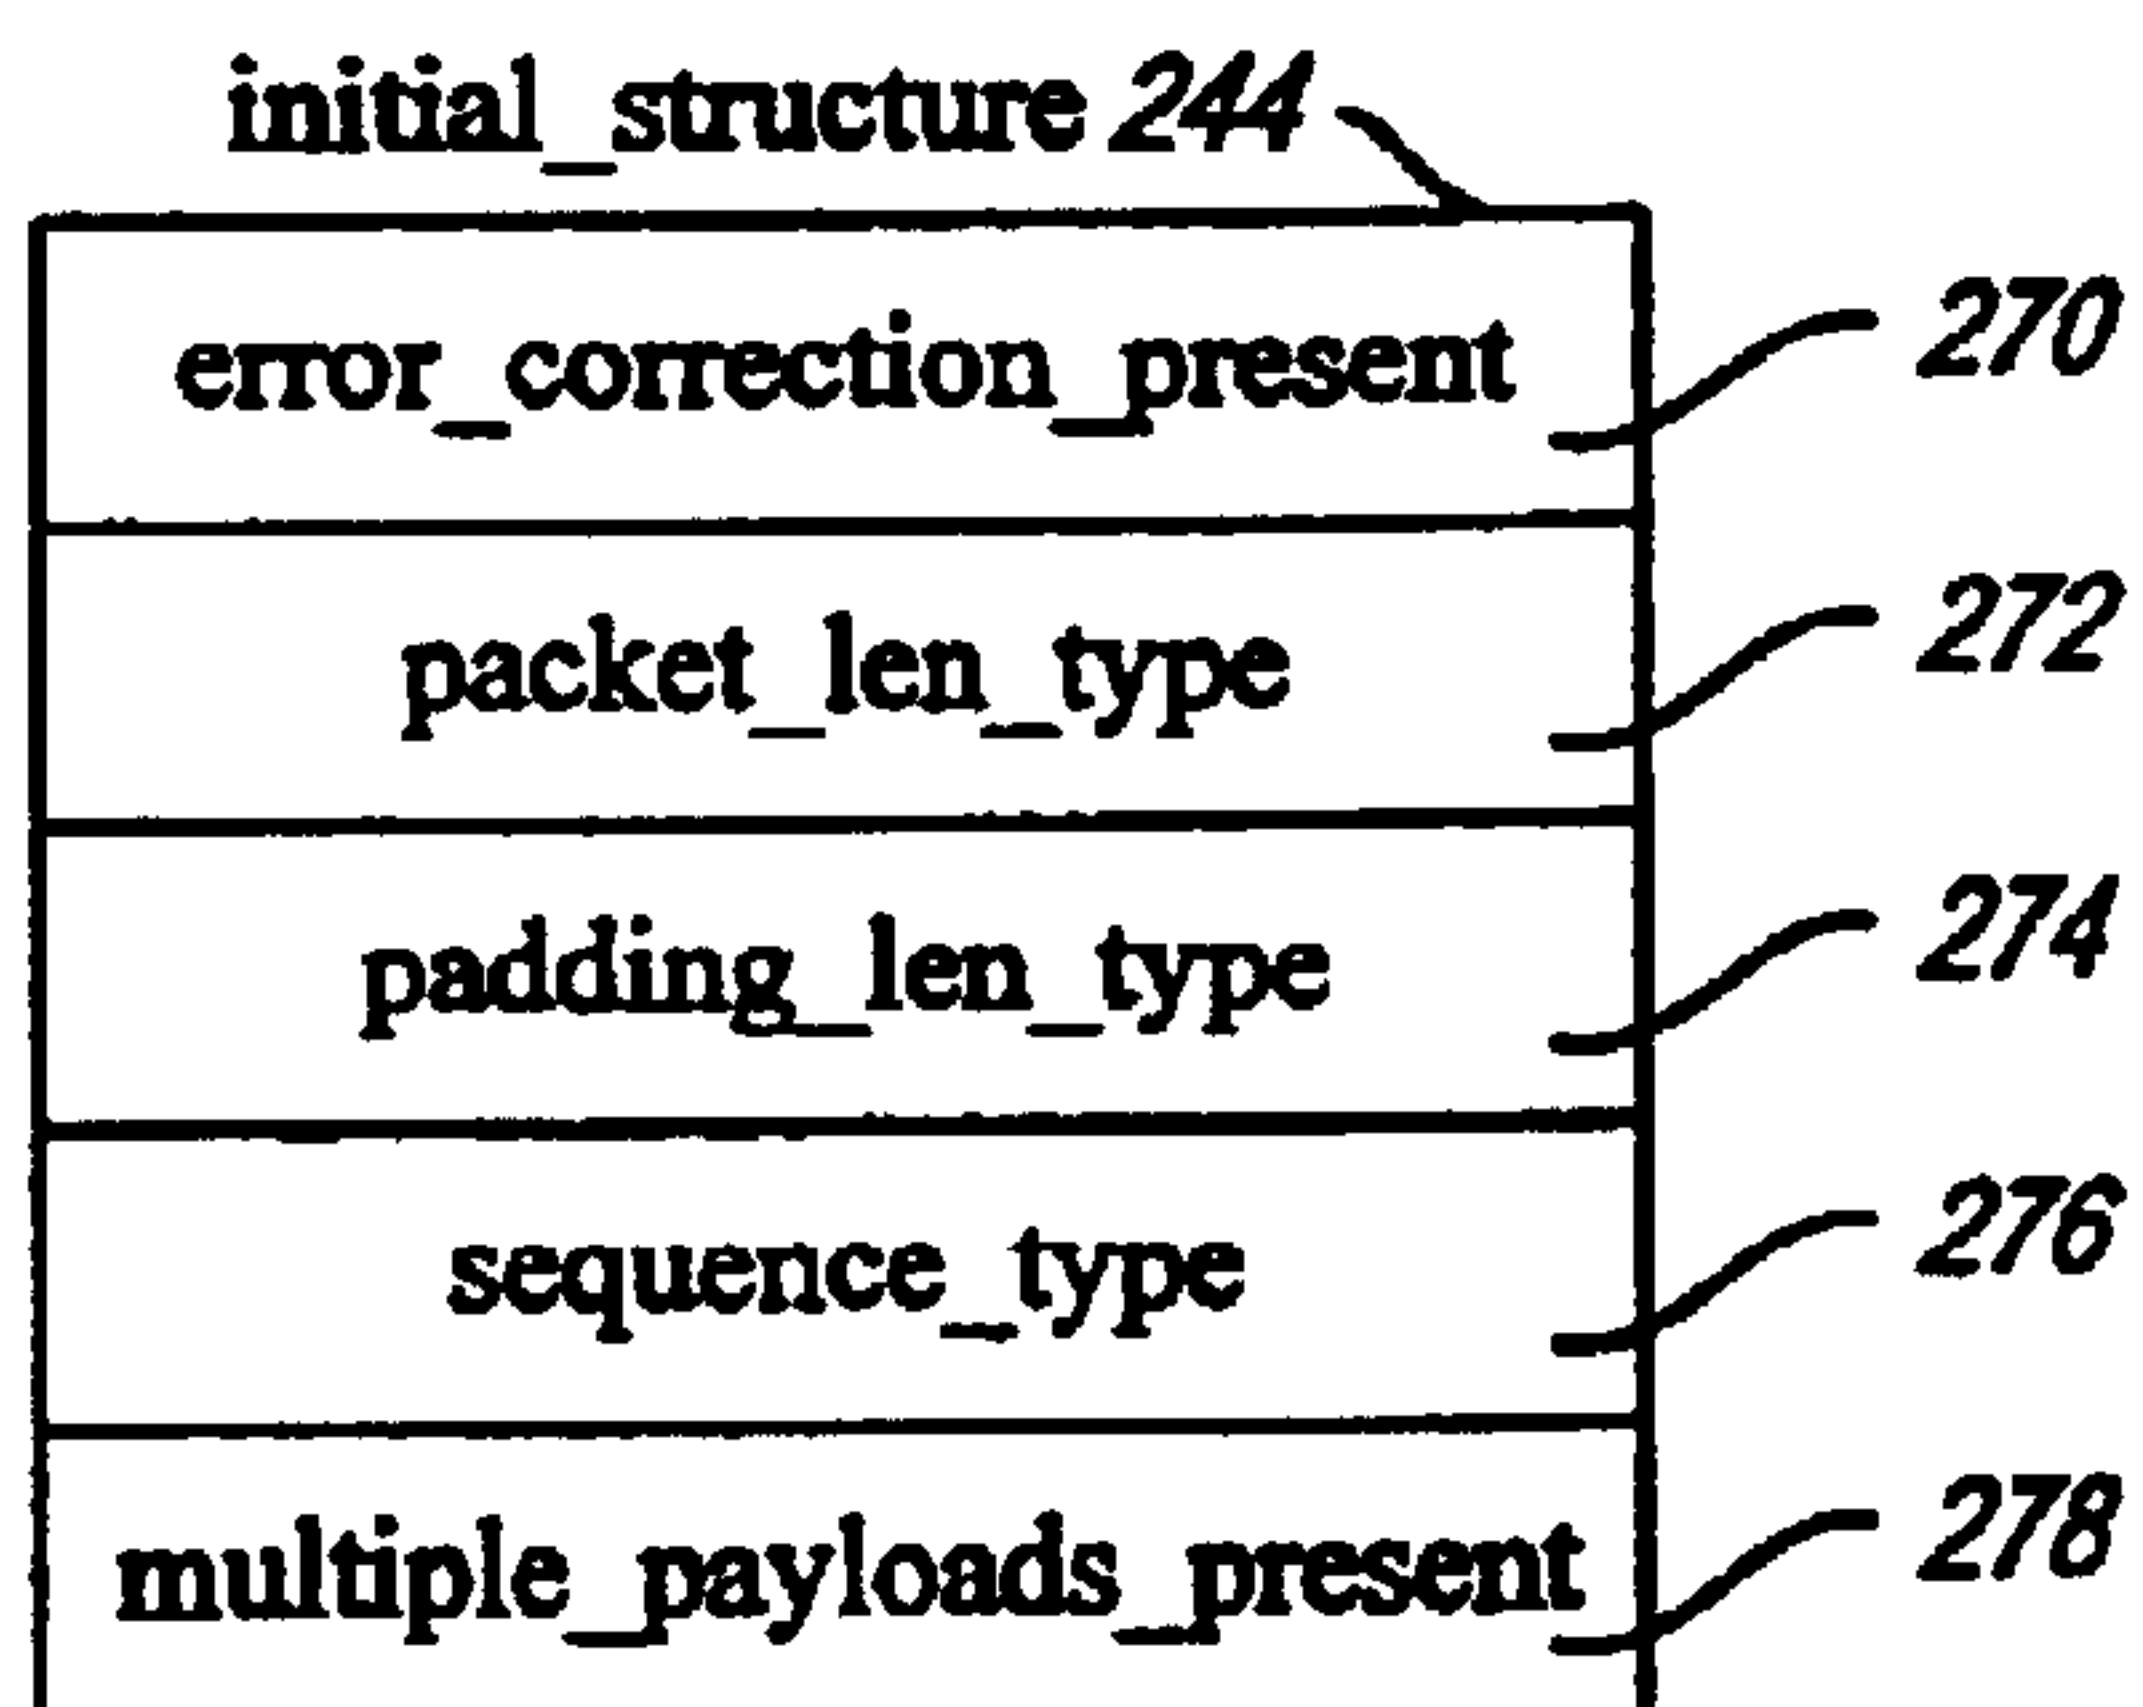 initial_structure 244
error_correction_present 270
packet_len_type 272
padding_len_type 274
sequence_type 276
multiple_payloads_present 278